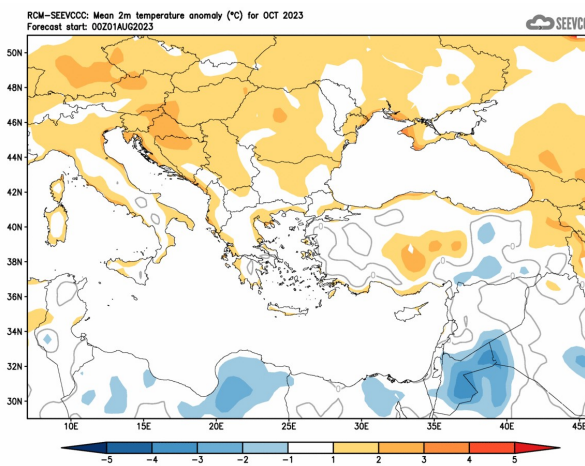 RCM-SEEVCCC: Mean 2m temperature anomaly (°C) for OCT 2023
Forecast start: 00Z01AUG2023
50N
48N
46N
44N
42N
40N
38N
36N
34N
32N
30N
10E 15E 20E 25E 30E 35E 40E
-5 -4 -3 -2 -1 1 2 3 4 5